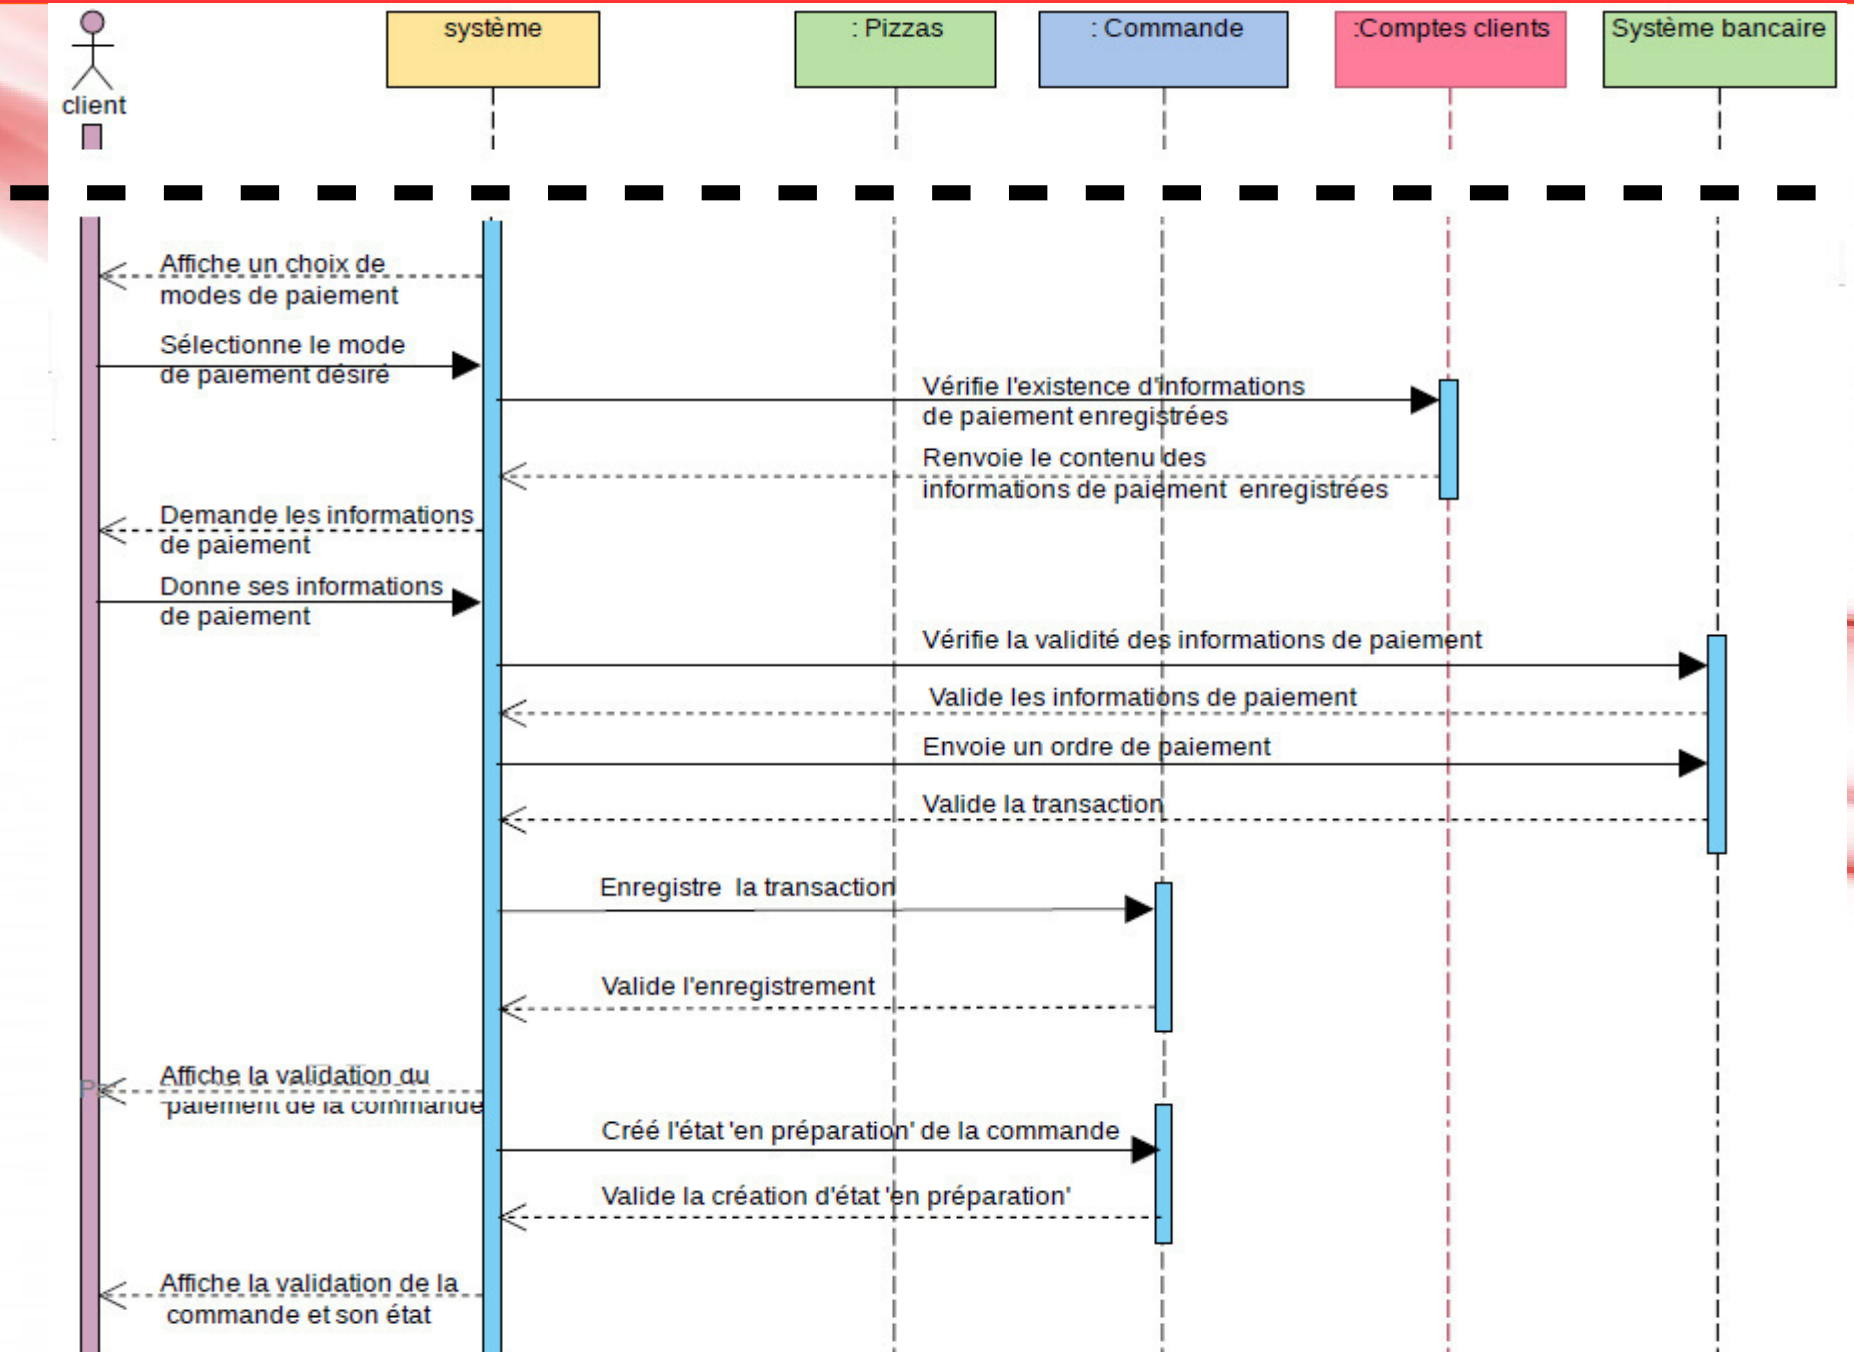 client
système
: Pizzas
: Commande
:Comptes clients
Système bancaire
Affiche un choix de
modes de paiement
Sélectionne le mode
de paiement désiré
Vérifie l'existence d'informations
de paiement enregistrées
Renvoie le contenu des
informations de paiement enregistrées
Demande les informations
de paiement
Donne ses informations
de paiement
Vérifie la validité des informations de paiement
Valide les informations de paiement
Envoie un ordre de paiement
Valide la transaction
Enregistre la transaction
Valide l'enregistrement
Affiche la validation du
paiement de la commande
Créé l'état 'en préparation' de la commande
Valide la création d'état 'en préparation'
Affiche la validation de la
commande et son état